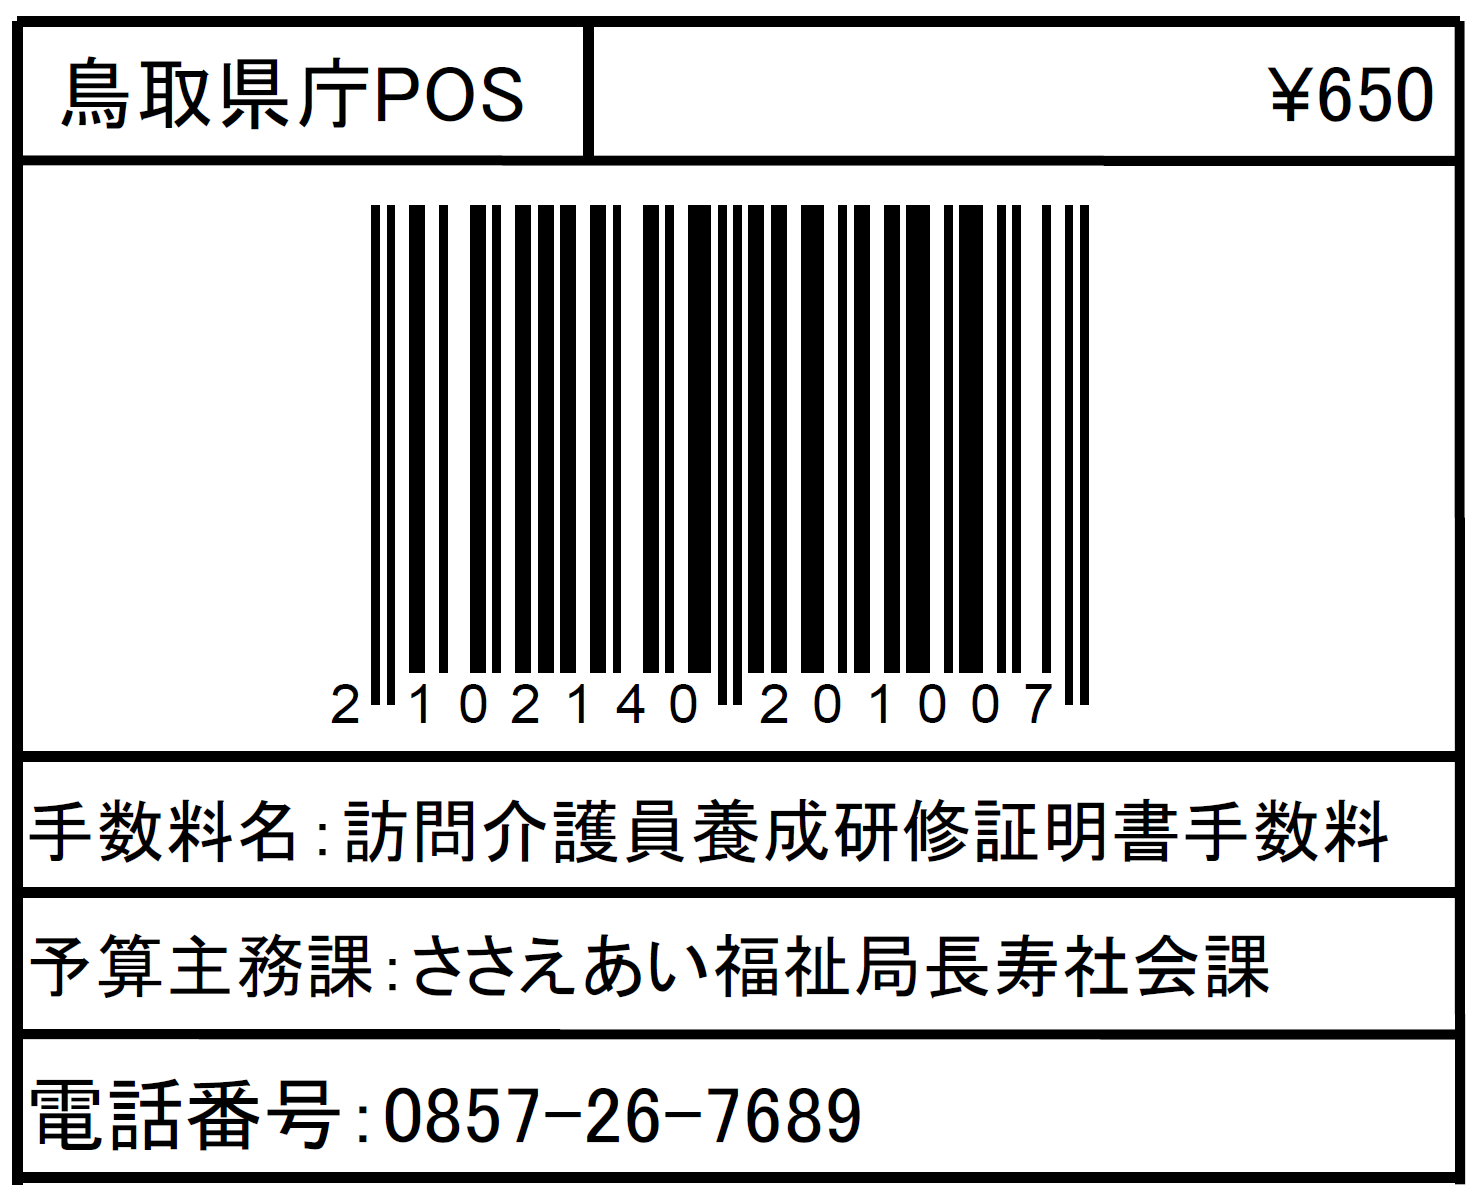 鳥取県庁POS
¥650
2 102140 201007
手数料名:訪問介護員養成研修証明書手数料
予算主務課:ささえあい福祉局長寿社会課
電話番号:0857-26-7689